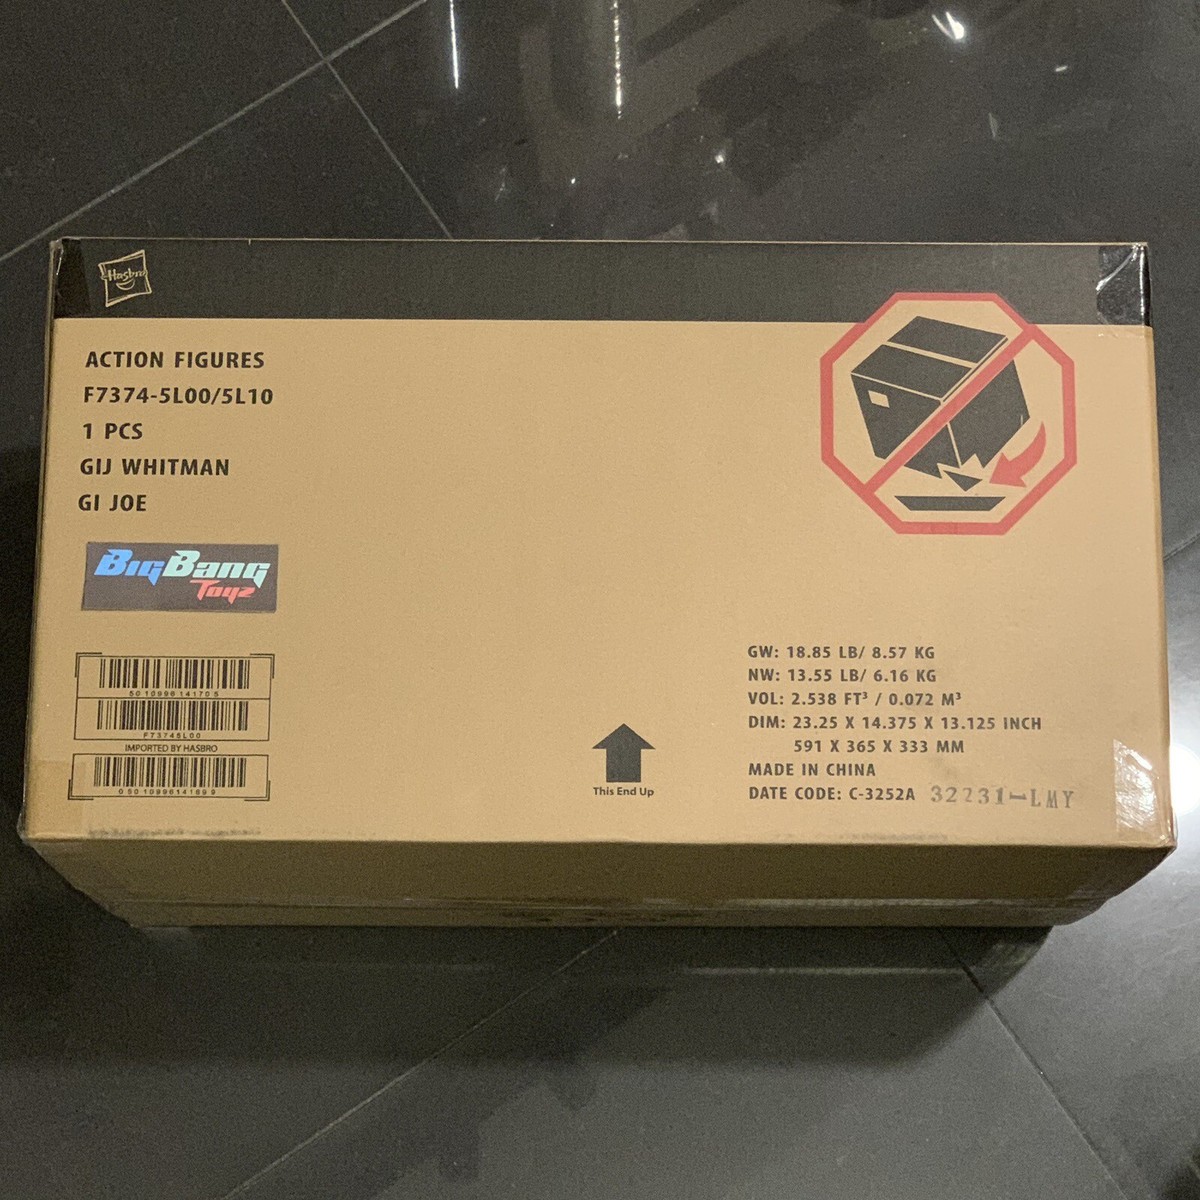 Hasbro
ACTION FIGURES
F7374-5L00/5L10
1 PCS
GIJ WHITMAN
GI JOE
BigBang
Toyz
5010996141705
F73745L00
IMPORTED BY HASBRO
05010996141699
GW: 18.85 LB/ 8.57 KG
NW: 13.55 LB/ 6.16 KG
VOL: 2.538 FT³ / 0.072 M³
DIM: 23.25 X 14.375 X 13.125 INCH
591 X 365 X 333 MM
MADE IN CHINA
DATE CODE: C-3252A 32231-LMY
This End Up